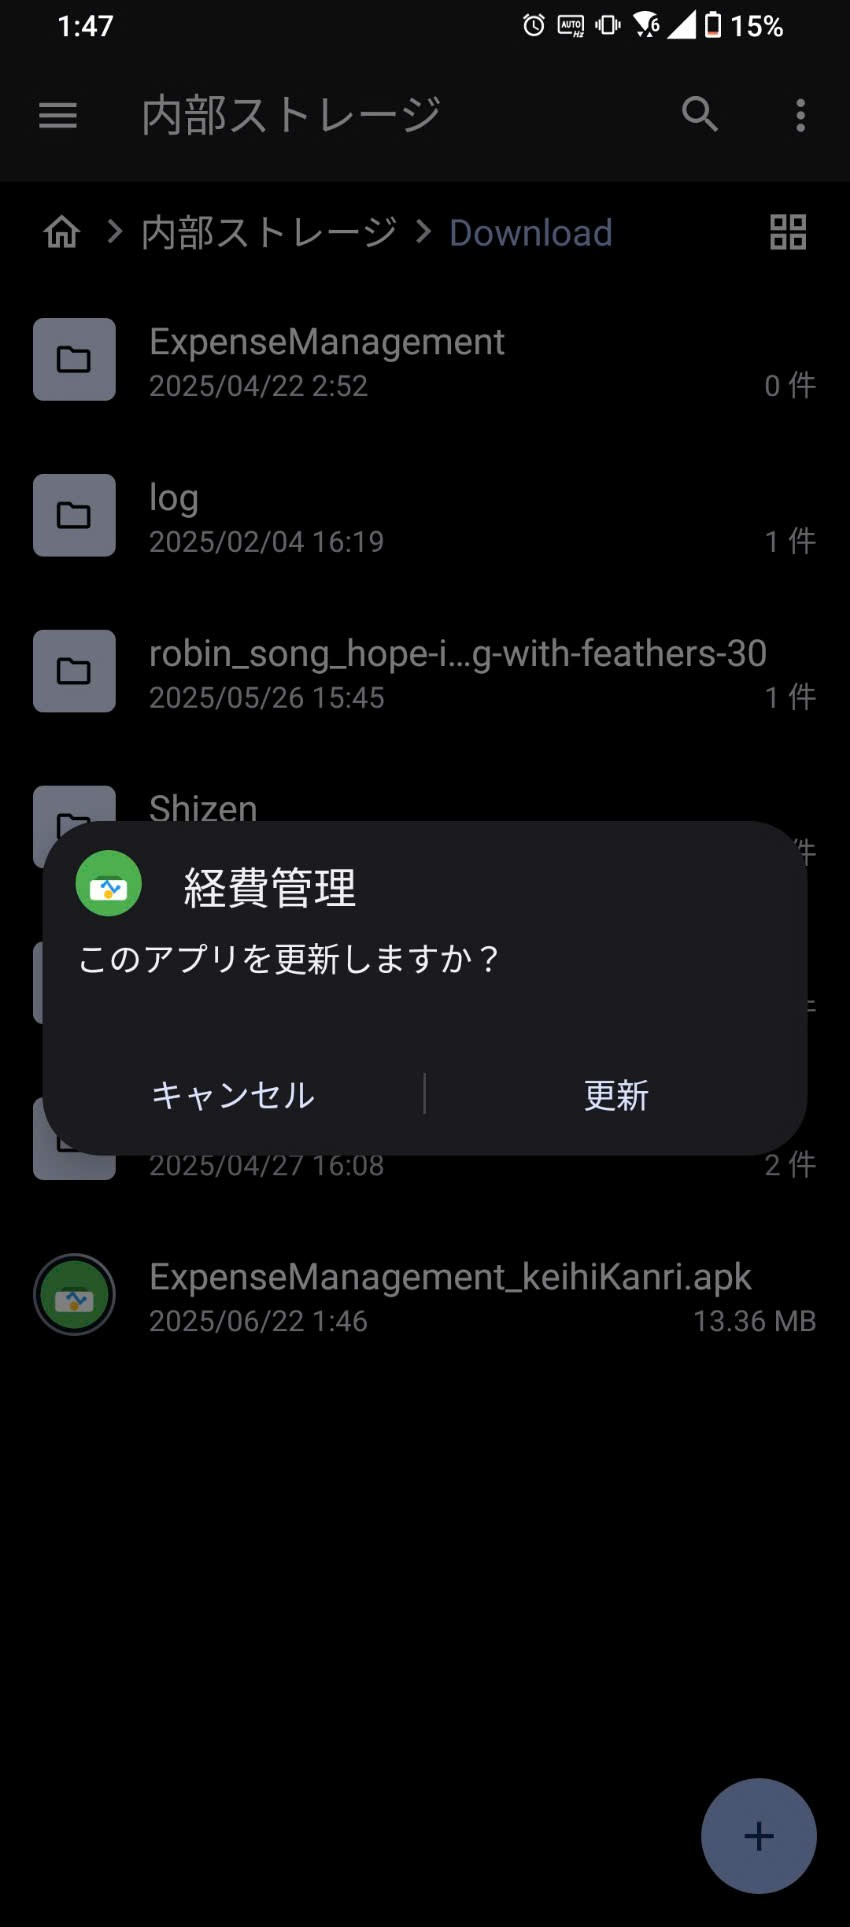 1:47
AUTO Hz
6
15%
内部ストレージ
内部ストレージ
Download
ExpenseManagement
2025/04/22 2:52
0 件
log
2025/02/04 16:19
1 件
robin_song_hope-i...g-with-feathers-30
2025/05/26 15:45
1 件
Shizen
件
経費管理
このアプリを更新しますか？
キャンセル
更新
2025/04/27 16:08
2 件
ExpenseManagement_keihiKanri.apk
2025/06/22 1:46
13.36 MB